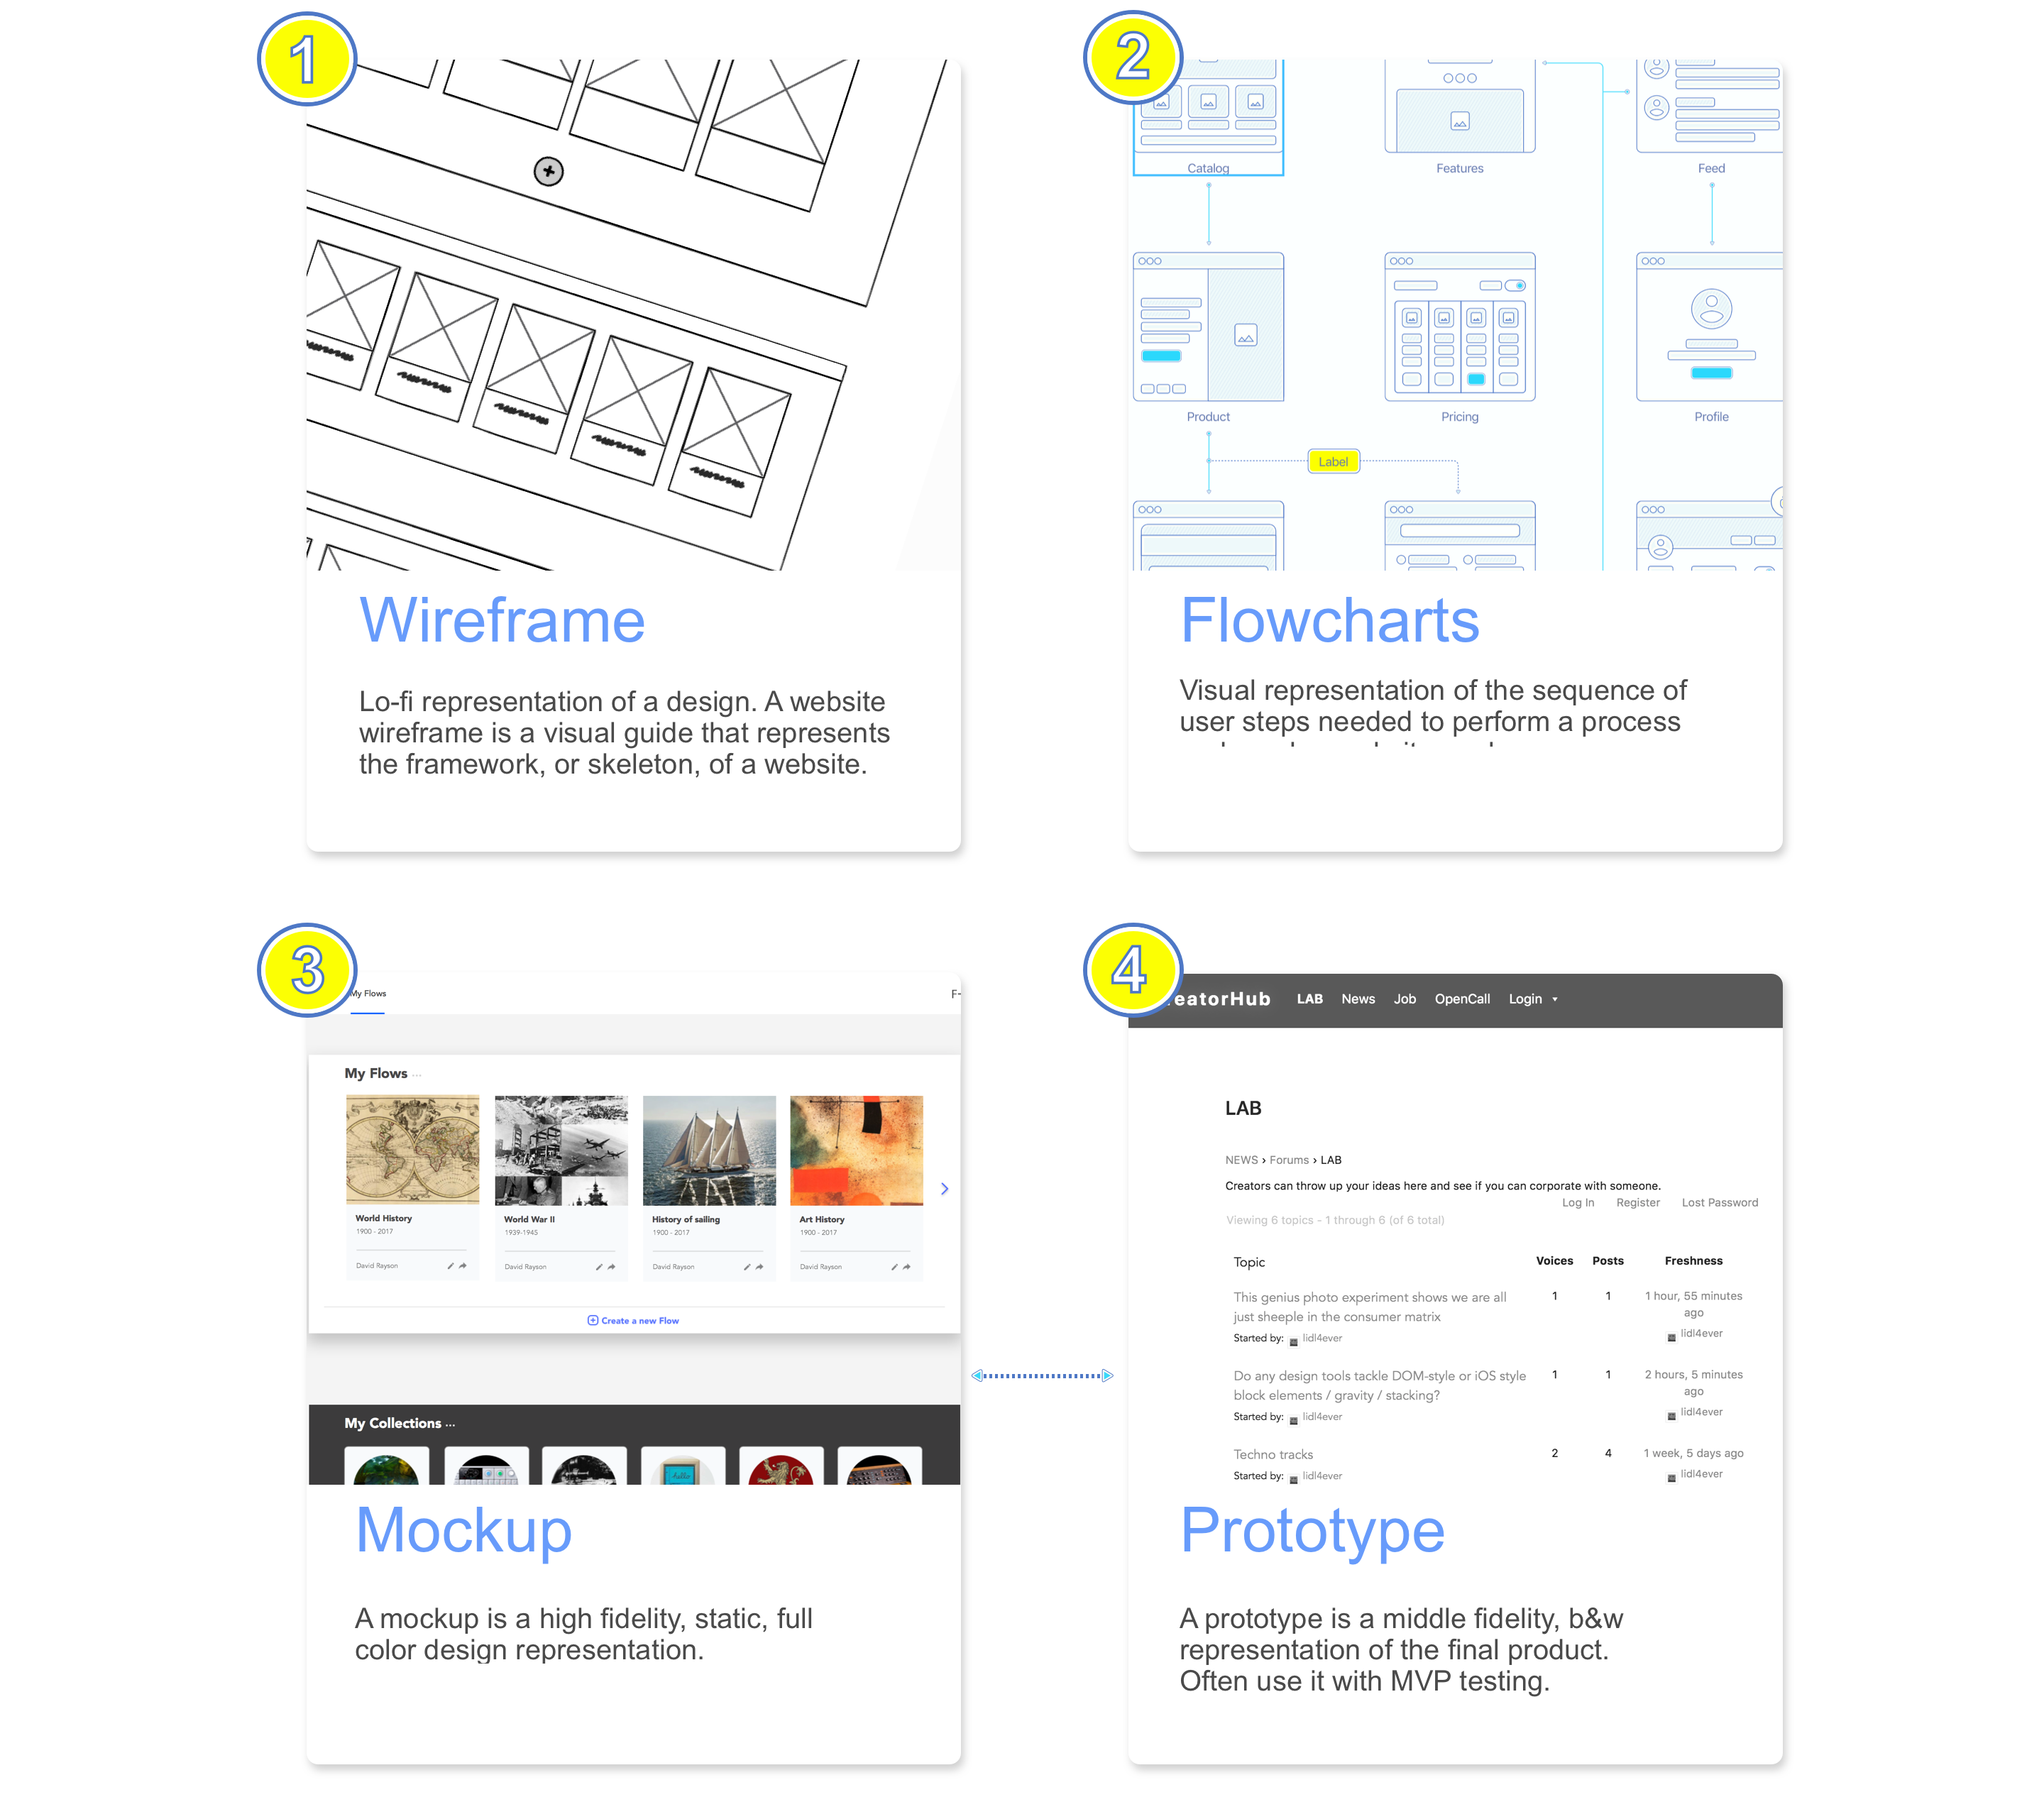 1
Wireframe
Lo-fi representation of a design. A website
wireframe is a visual guide that represents
the framework, or skeleton, of a website.
2
Catalog
Features
Feed
Product
Pricing
Profile
Label
Flowcharts
Visual representation of the sequence of
user steps needed to perform a process
3
My Flows
My Flows ...
World History
1900 - 2017
David Rayson
World War II
1939-1945
David Rayson
History of sailing
1900 - 2017
David Rayson
Art History
1900 - 2017
David Rayson
Create a new Flow
My Collections ...
hello
Mockup
A mockup is a high fidelity, static, full
color design representation.
4
eatorHub LAB News Job OpenCall Login
LAB
NEWS › Forums › LAB
Creators can throw up your ideas here and see if you can corporate with someone.
Log In Register Lost Password
Viewing 6 topics - 1 through 6 (of 6 total)
Topic Voices Posts Freshness
This genius photo experiment shows we are all 1 1 1 hour, 55 minutes
just sheeple in the consumer matrix ago
Started by: lidl4ever lidl4ever
Do any design tools tackle DOM-style or iOS style 1 1 2 hours, 5 minutes
block elements / gravity / stacking? ago
Started by: lidl4ever lidl4ever
Techno tracks 2 4 1 week, 5 days ago
Started by: lidl4ever lidl4ever
Prototype
A prototype is a middle fidelity, b&w
representation of the final product.
Often use it with MVP testing.